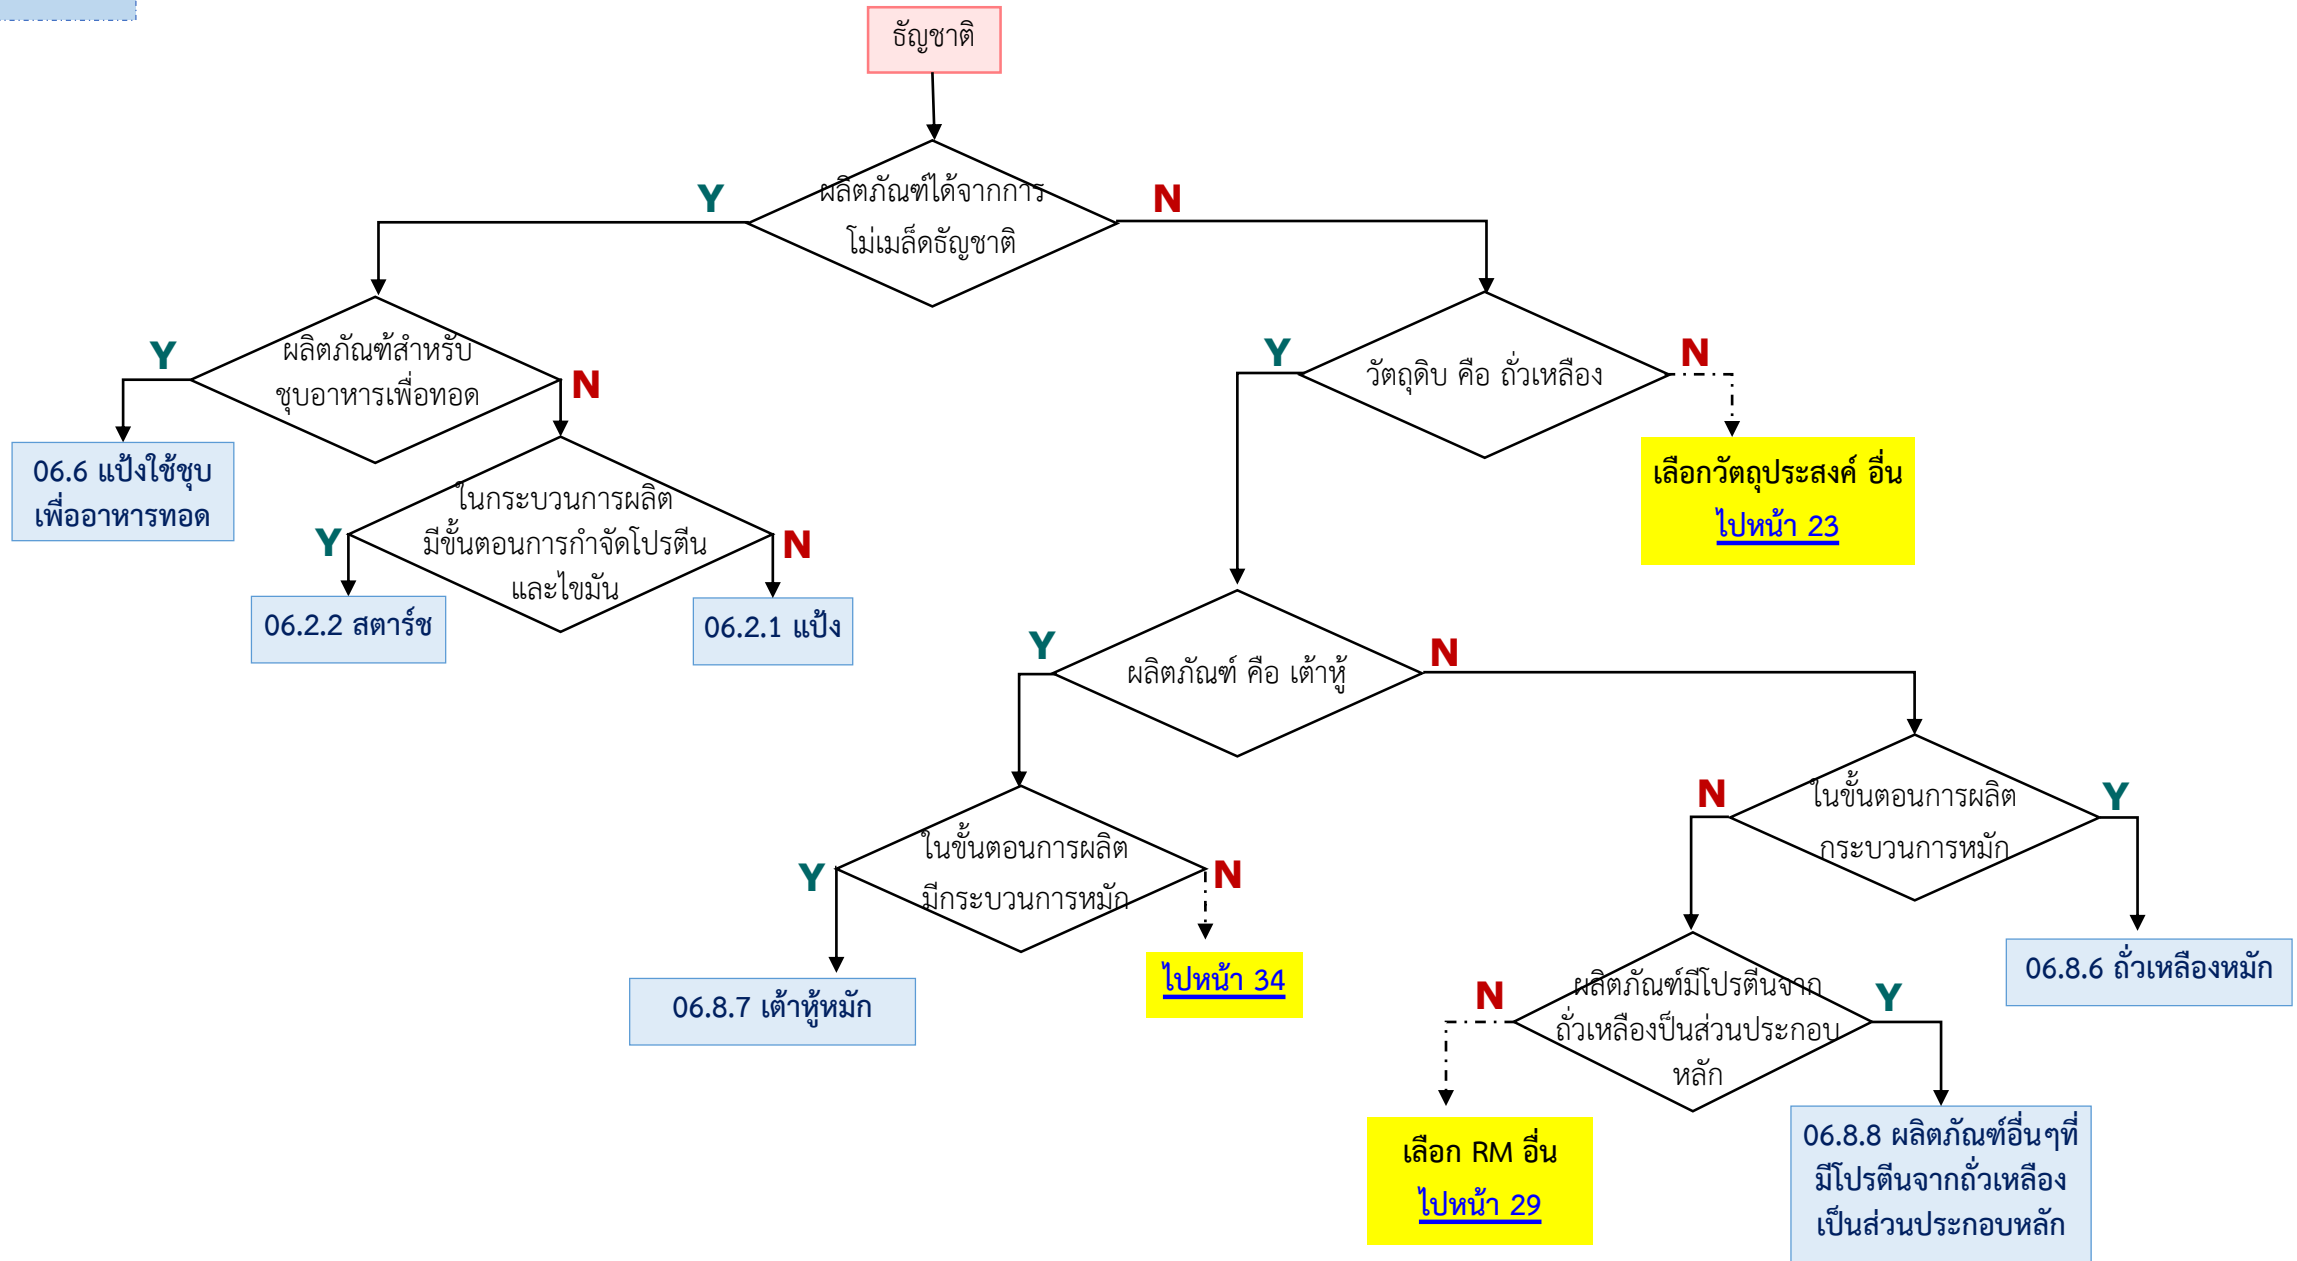 ธัญชาติ
ผลิตภัณฑ์ได้จากการ
โม่เมล็ดธัญชาติ
Y
N
ผลิตภัณฑ์สำหรับ
ชุบอาหารเพื่อทอด
Y
N
วัตถุดิบ คือ ถั่วเหลือง
Y
N
06.6 แป้งใช้ชุบ
เพื่ออาหารทอด
ในกระบวนการผลิต
มีขั้นตอนการกำจัดโปรตีน
และไขมัน
Y
N
เลือกวัตถุประสงค์ อื่น
ไปหน้า 23
06.2.2 สตาร์ช
06.2.1 แป้ง
ผลิตภัณฑ์ คือ เต้าหู้
Y
N
ในขั้นตอนการผลิต
มีกระบวนการหมัก
Y
N
ในขั้นตอนการผลิต
กระบวนการหมัก
N
Y
06.8.7 เต้าหู้หมัก
ไปหน้า 34
06.8.6 ถั่วเหลืองหมัก
ผลิตภัณฑ์มีโปรตีนจาก
ถั่วเหลืองป็นส่วนประกอบ
หลัก
N
Y
เลือก RM อื่น
ไปหน้า 29
06.8.8 ผลิตภัณฑ์อื่นๆที่
มีโปรตีนจากถั่วเหลือง
เป็นส่วนประกอบหลัก